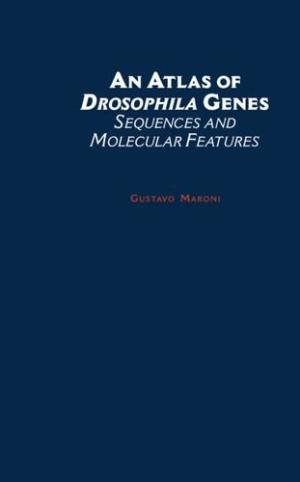 AN ATLAS OF
DROSOPHILA GENES
SEQUENCES AND
MOLECULAR FEATURES
GUSTAVO MARONI